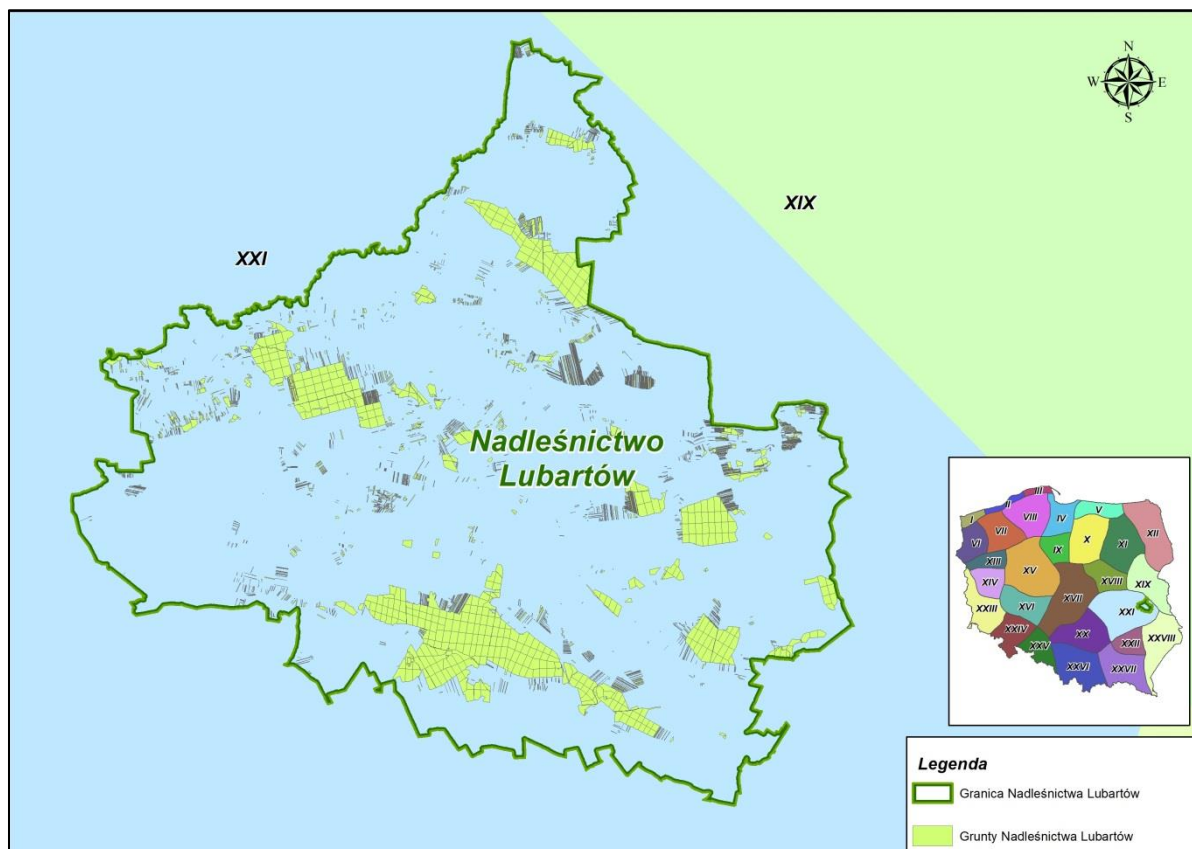 N
W E
S
XIX
XXI
Nadleśnictwo
Lubartów
I
II
III
IV
V
VI
VII
VIII
IX
X
XI
XII
XIII
XIV
XV
XVI
XVII
XVIII
XIX
XX
XXI
XXII
XXIII
XXIV
XXV
XXVI
XXVII
XXVIII
Legenda
Granica Nadleśnictwa Lubartów
Grunty Nadleśnictwa Lubartów